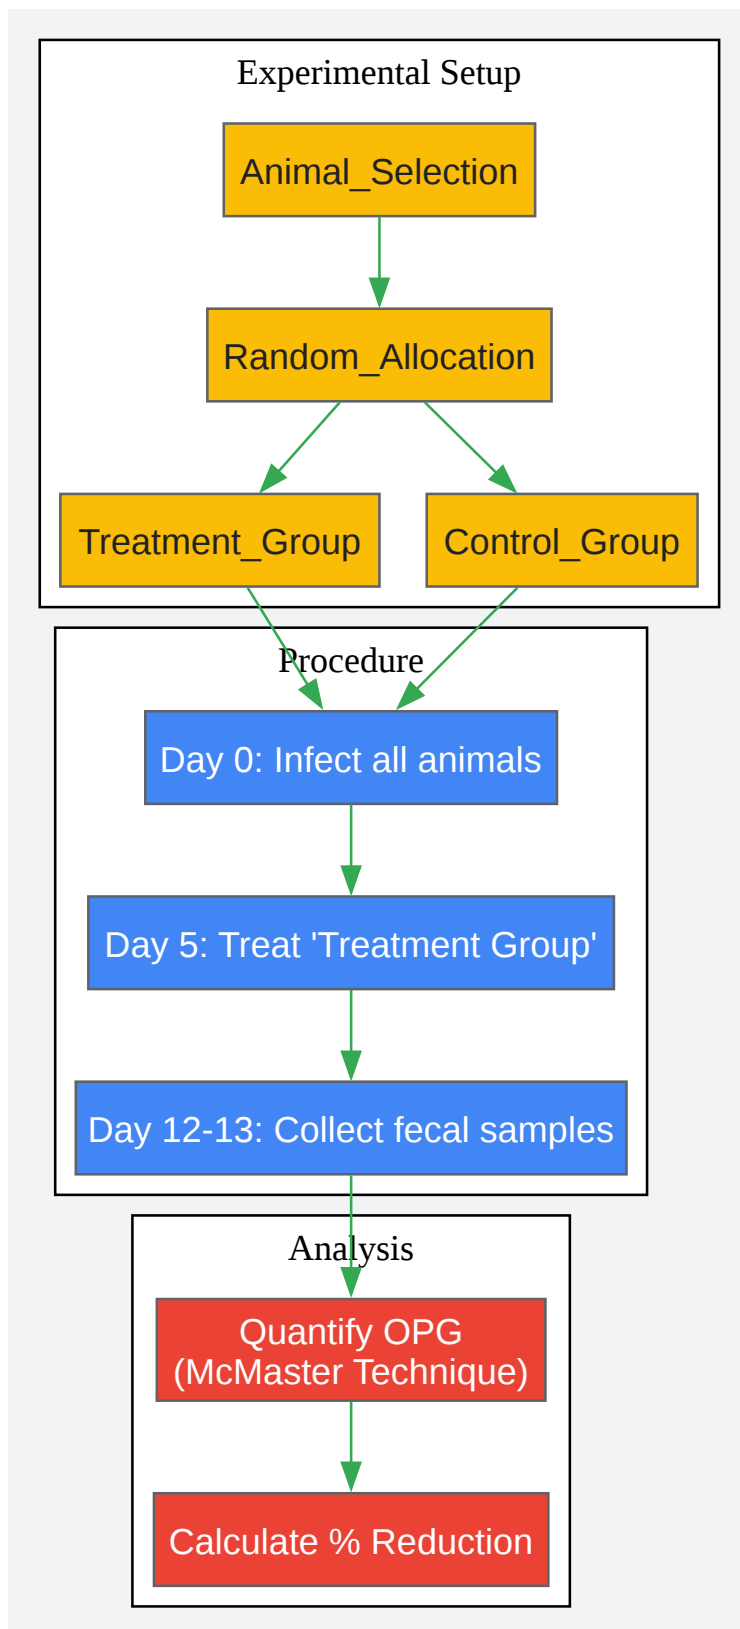 Experimental Setup
Animal_Selection
Random_Allocation
Treatment_Group
Control_Group
Procedure
Day 0: Infect all animals
Day 5: Treat 'Treatment Group'
Day 12-13: Collect fecal samples
Analysis
Quantify OPG
(McMaster Technique)
Calculate % Reduction